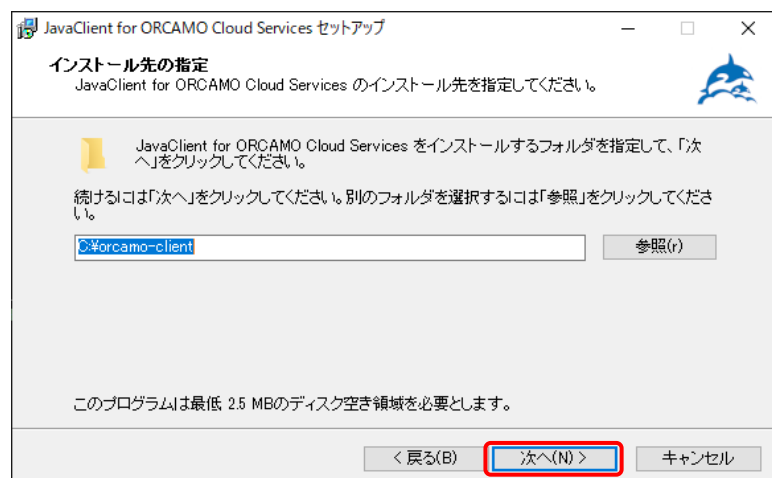 JavaClient for ORCAMO Cloud Services セットアップ
インストール先の指定
JavaClient for ORCAMO Cloud Services のインストール先を指定してください。
JavaClient for ORCAMO Cloud Services をインストールするフォルダを指定して、「次
へ」をクリックしてください。
続けるには「次へ」をクリックしてください。別のフォルダを選択するには「参照」をクリックしてくださ
い。
C:¥orcamo-client
参照(r)
このプログラムは最低 2.5 MBのディスク空き領域を必要とします。
< 戻る(B)
次へ(N) >
キャンセル